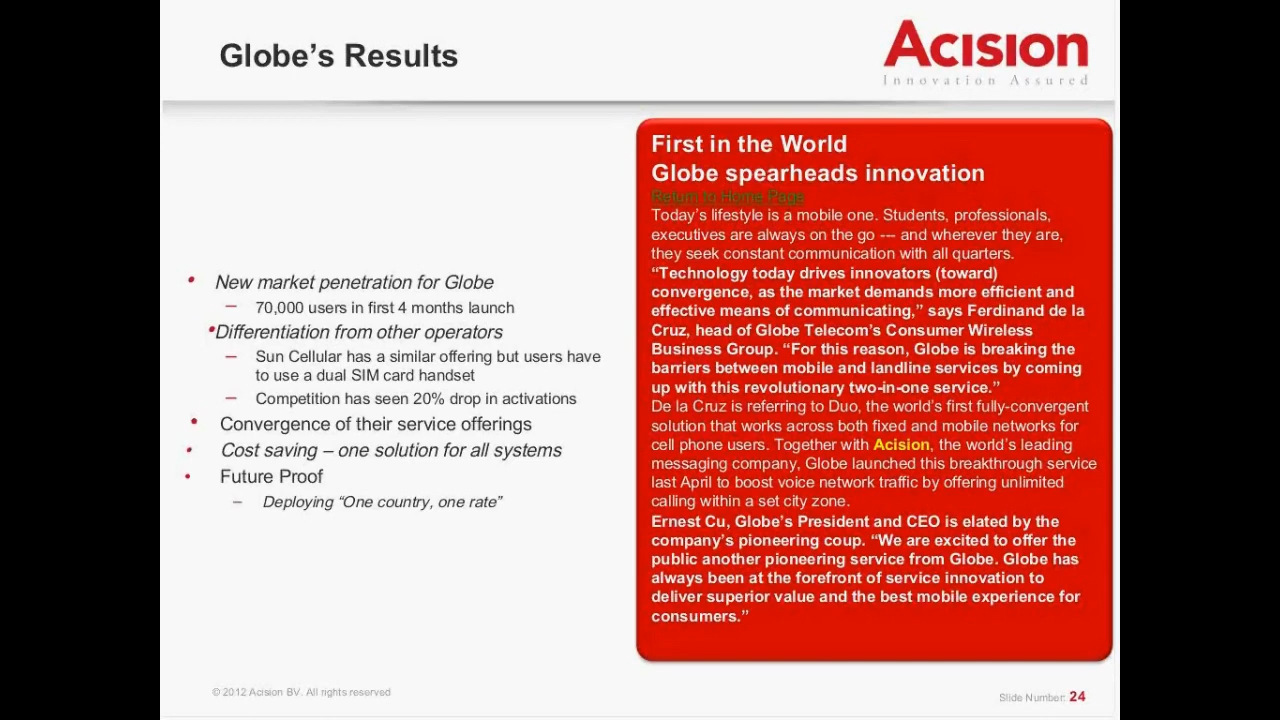 Globe’s Results
Acision
Innovation Assured
• New market penetration for Globe
– 70,000 users in first 4 months launch
•Differentiation from other operators
– Sun Cellular has a similar offering but users have
to use a dual SIM card handset
– Competition has seen 20% drop in activations
• Convergence of their service offerings
• Cost saving – one solution for all systems
• Future Proof
– Deploying “One country, one rate”
First in the World
Globe spearheads innovation
Return to Home Page
Today’s lifestyle is a mobile one. Students, professionals,
executives are always on the go --- and wherever they are,
they seek constant communication with all quarters.
“Technology today drives innovators (toward)
convergence, as the market demands more efficient and
effective means of communicating,” says Ferdinand de la
Cruz, head of Globe Telecom’s Consumer Wireless
Business Group. “For this reason, Globe is breaking the
barriers between mobile and landline services by coming
up with this revolutionary two-in-one service.”
De la Cruz is referring to Duo, the world’s first fully-convergent
solution that works across both fixed and mobile networks for
cell phone users. Together with Acision, the world’s leading
messaging company, Globe launched this breakthrough service
last April to boost voice network traffic by offering unlimited
calling within a set city zone.
Ernest Cu, Globe’s President and CEO is elated by the
company’s pioneering coup. “We are excited to offer the
public another pioneering service from Globe. Globe has
always been at the forefront of service innovation to
deliver superior value and the best mobile experience for
consumers.”
© 2012 Acision BV. All rights reserved
Slide Number: 24